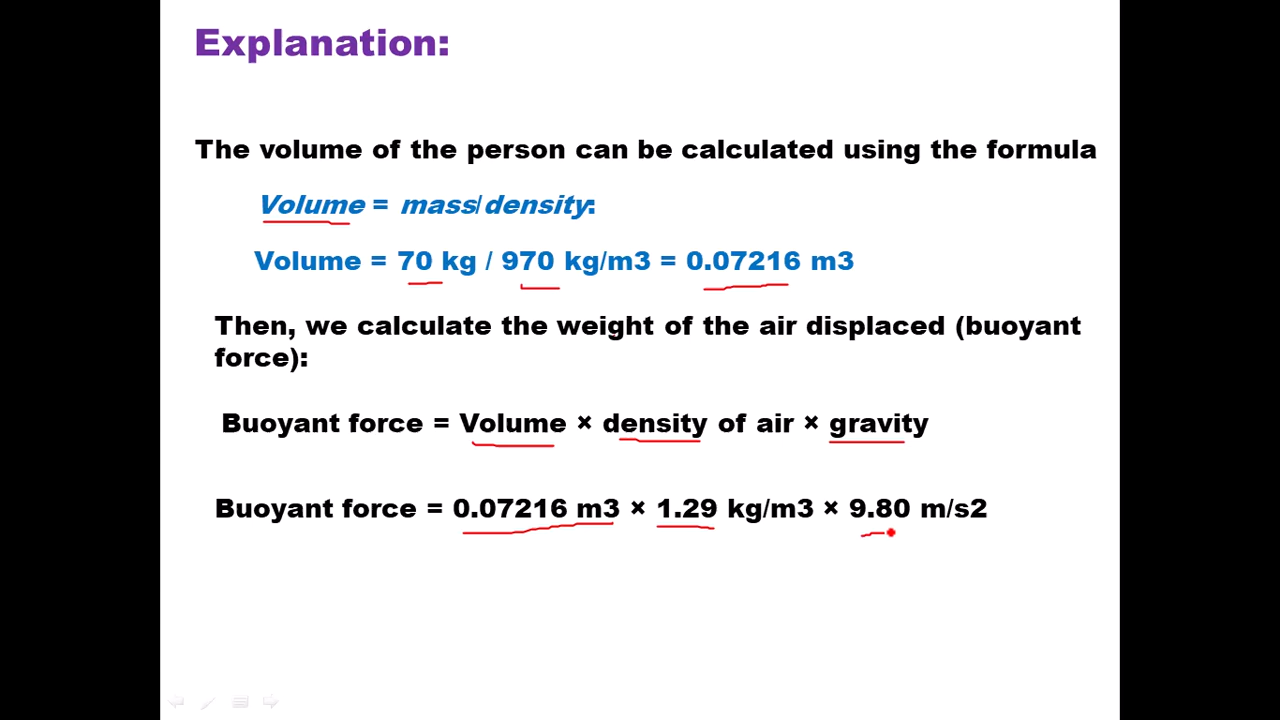 Explanation:
The volume of the person can be calculated using the formula
Volume = mass/density:
Volume = 70 kg / 970 kg/m3 = 0.07216 m3
Then, we calculate the weight of the air displaced (buoyant
force):
Buoyant force = Volume × density of air × gravity
Buoyant force = 0.07216 m3 × 1.29 kg/m3 × 9.80 m/s2